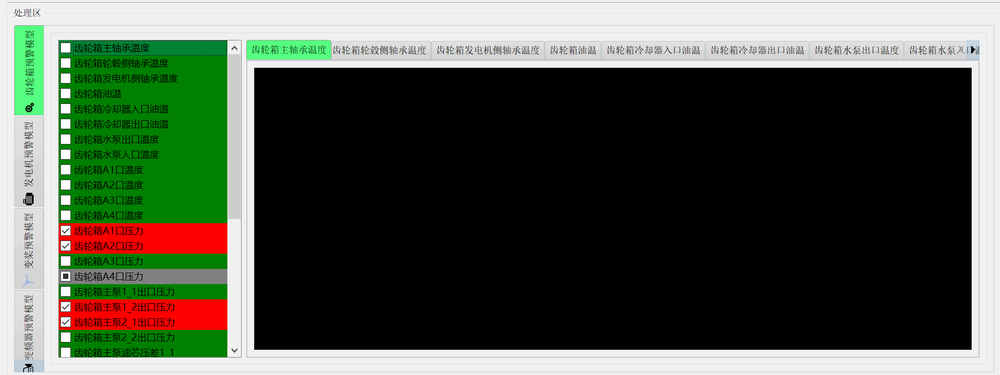 处理区
齿轮箱预警模型
发电机预警模型
变桨预警模型
变频器预警模型
齿轮箱主轴承温度
齿轮箱轮毂侧轴承温度
齿轮箱发电机侧轴承温度
齿轮箱油温
齿轮箱冷却器入口油温
齿轮箱冷却器出口油温
齿轮箱水泵出口温度
齿轮箱水泵入口温度
齿轮箱A1口温度
齿轮箱A2口温度
齿轮箱A3口温度
齿轮箱A4口温度
齿轮箱A1口压力
齿轮箱A2口压力
齿轮箱A3口压力
齿轮箱A4口压力
齿轮箱主泵1_1出口压力
齿轮箱主泵1_2出口压力
齿轮箱主泵2_1出口压力
齿轮箱主泵2_2出口压力
齿轮箱主泵滤芯压差1_1
齿轮箱主轴承温度 齿轮箱轮毂侧轴承温度 齿轮箱发电机侧轴承温度 齿轮箱油温 齿轮箱冷却器入口油温 齿轮箱冷却器出口油温 齿轮箱水泵出口温度 齿轮箱水泵入口温